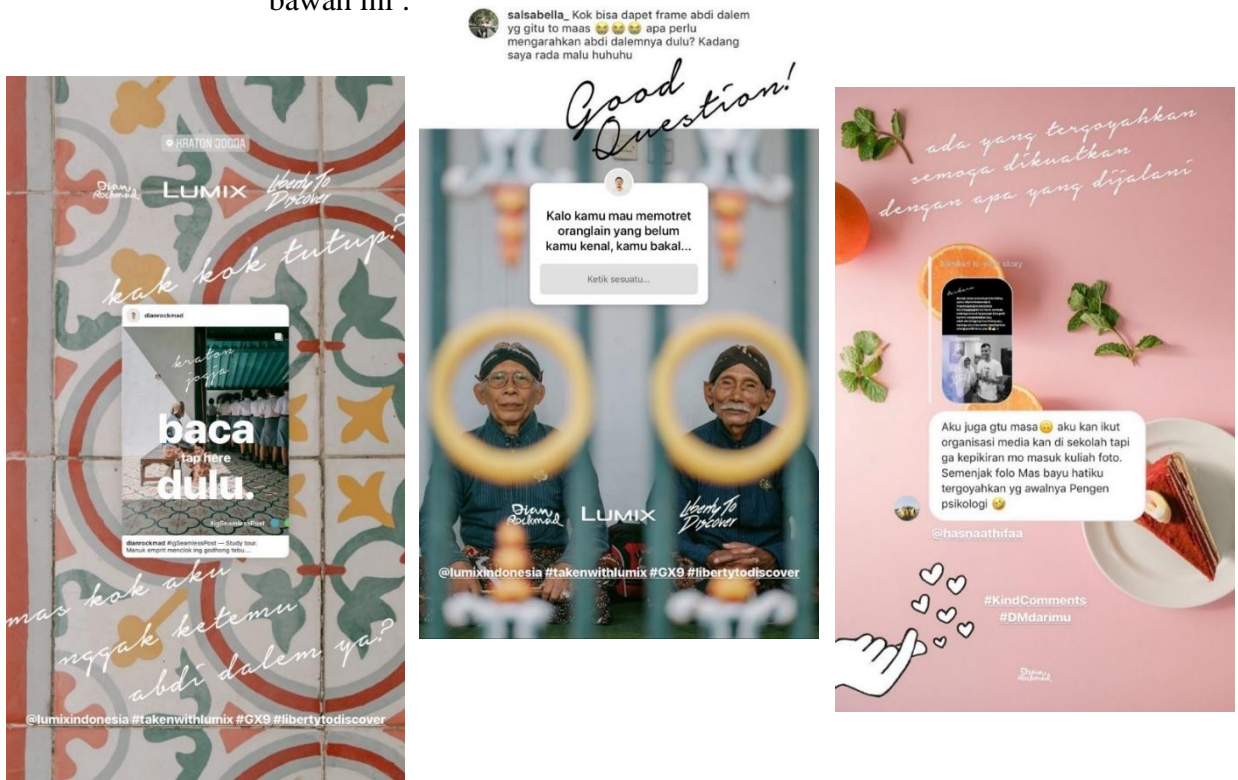 bawah ini :
KRATON JOGJA
Dian Rockmad
LUMIX
Liberty To Discover
kak kok tutup?
dianrockmad
kraton
jogja
baca
tap here
dulu.
#igSeamlessPost
dianrockmad #igSeamlessPost — Study tour.
Manuk emprit menclok ing godhong tebu...
mas kok aku
nggak ketemu
abdi dalem ya?
@lumixindonesia #takenwithlumix #GX9 #libertytodiscover
salsabella_ Kok bisa dapet frame abdi dalem
yg gitu to maas 😭😭😭 apa perlu
mengarahkan abdi dalemnya dulu? Kadang
saya rada malu huhuhu
Good
Question!
Kalo kamu mau memotret
oranglain yang belum
kamu kenal, kamu bakal...
Ketik sesuatu...
Dian Rockmad
LUMIX
Liberty To Discover
@lumixindonesia #takenwithlumix #GX9 #libertytodiscover
ada yang tergoyahkan
semoga dikuatkan
dengan apa yang dijalani
to your story
Aku juga gtu masa🙃 aku kan ikut
organisasi media kan di sekolah tapi
ga kepikiran mo masuk kuliah foto.
Semenjak folo Mas bayu hatiku
tergoyahkan yg awalnya Pengen
psikologi 🤣
@hasnaathifaa
#KindComments
#DMdarimu
Dian Rockmad